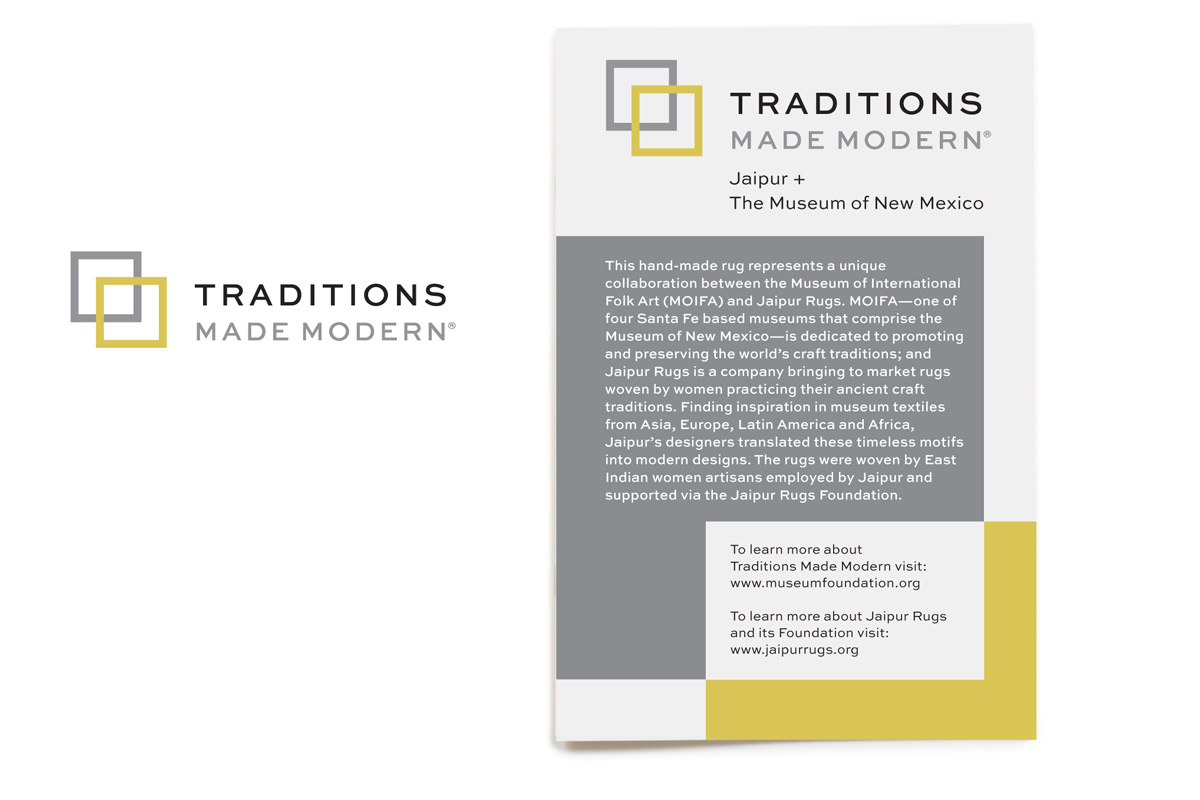 TRADITIONS
MADE MODERN®
TRADITIONS
MADE MODERN®
Jaipur +
The Museum of New Mexico
This hand-made rug represents a unique
collaboration between the Museum of International
Folk Art (MOIFA) and Jaipur Rugs. MOIFA—one of
four Santa Fe based museums that comprise the
Museum of New Mexico—is dedicated to promoting
and preserving the world’s craft traditions; and
Jaipur Rugs is a company bringing to market rugs
woven by women practicing their ancient craft
traditions. Finding inspiration in museum textiles
from Asia, Europe, Latin America and Africa,
Jaipur’s designers translated these timeless motifs
into modern designs. The rugs were woven by East
Indian women artisans employed by Jaipur and
supported via the Jaipur Rugs Foundation.
To learn more about
Traditions Made Modern visit:
www.museumfoundation.org
To learn more about Jaipur Rugs
and its Foundation visit:
www.jaipurrugs.org